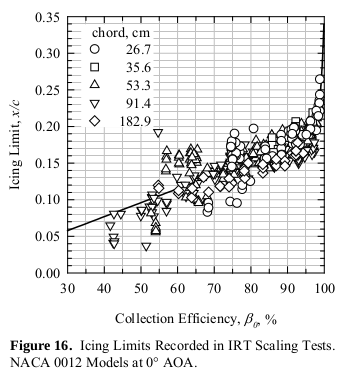 0.35
chord, cm
26.7
0.30
35.6
53.3
0.25
91.4
182.9
0.20
Icing Limit, x/c
0.15
0.10
0.05
0.00
30 40 50 60 70 80 90 100
Collection Efficiency, β0, %
Figure 16. Icing Limits Recorded in IRT Scaling Tests.
NACA 0012 Models at 0° AOA.